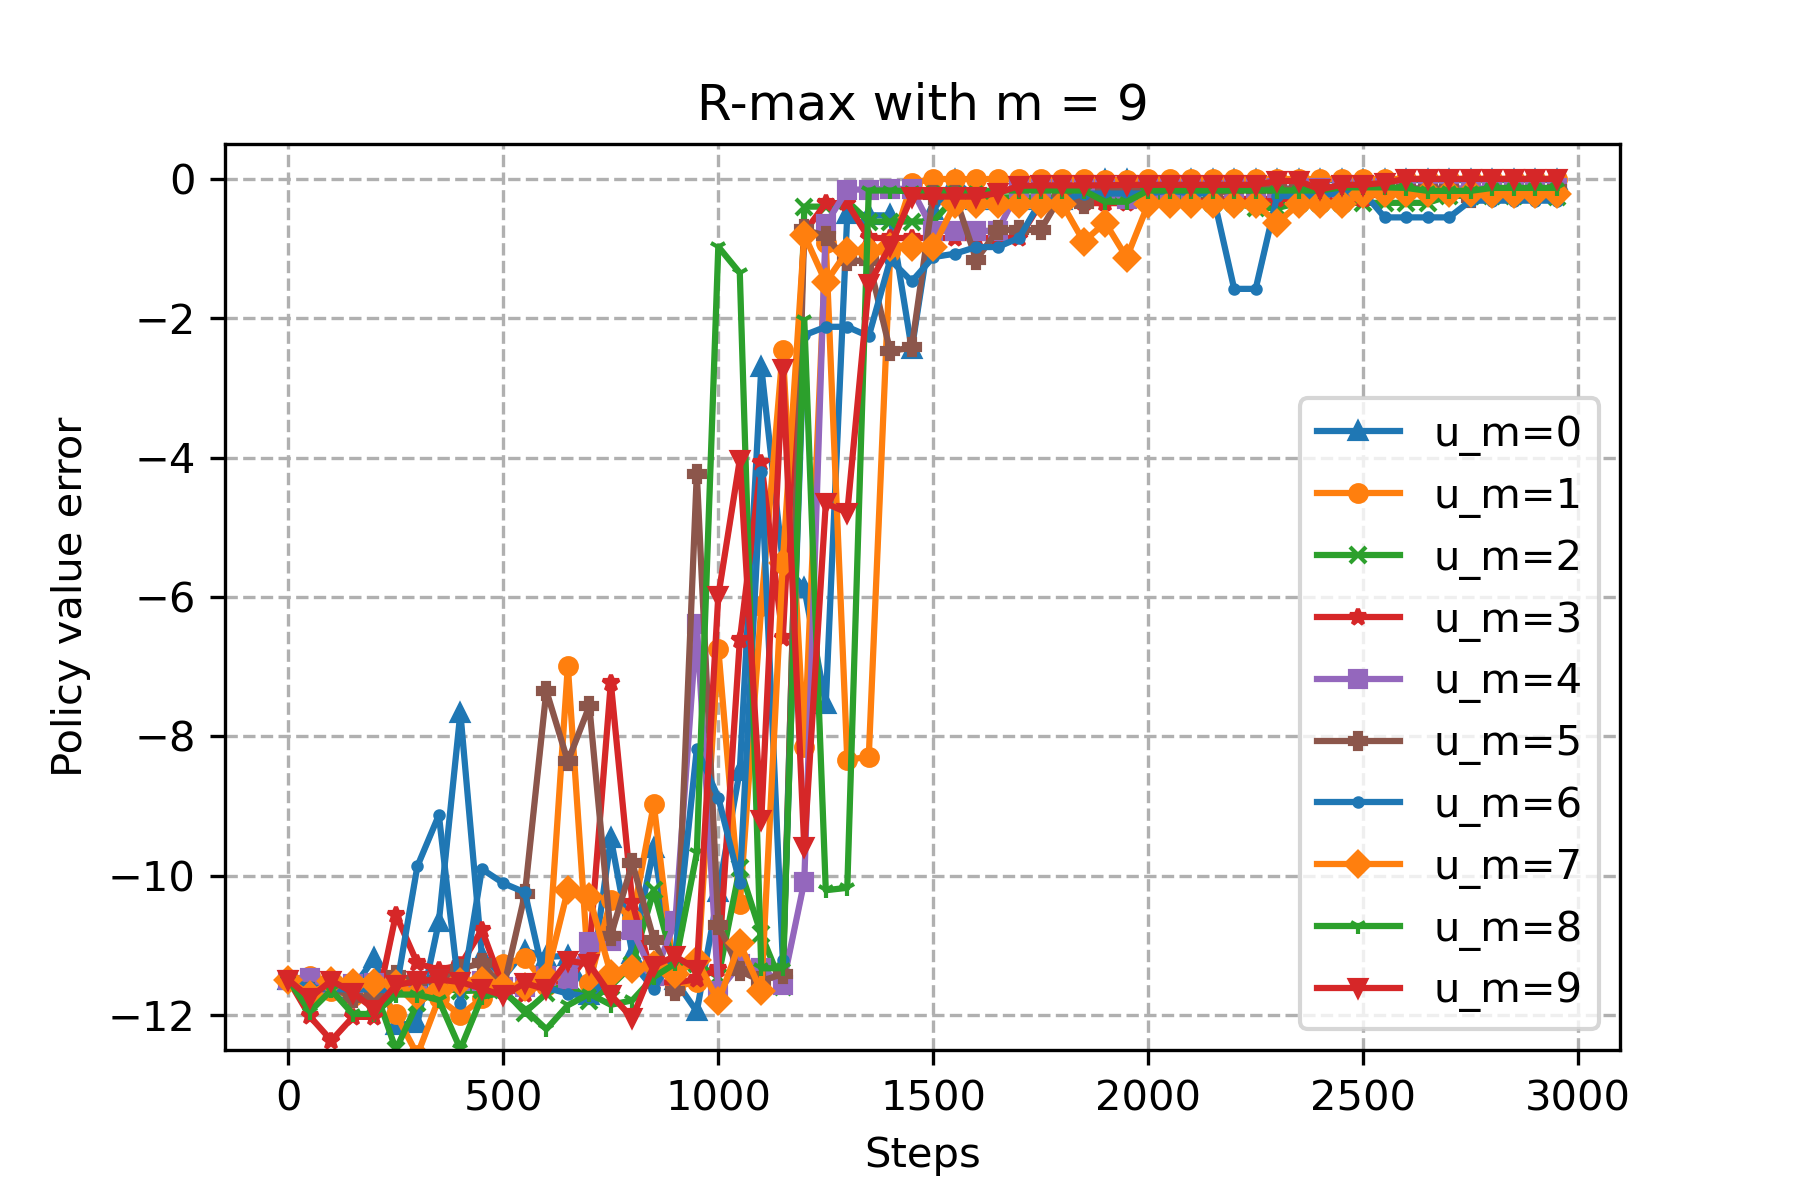 R-max with m = 9
Policy value error
0
−2
−4
−6
−8
−10
−12
u_m=0
u_m=1
u_m=2
u_m=3
u_m=4
u_m=5
u_m=6
u_m=7
u_m=8
u_m=9
0 500 1000 1500 2000 2500 3000
Steps